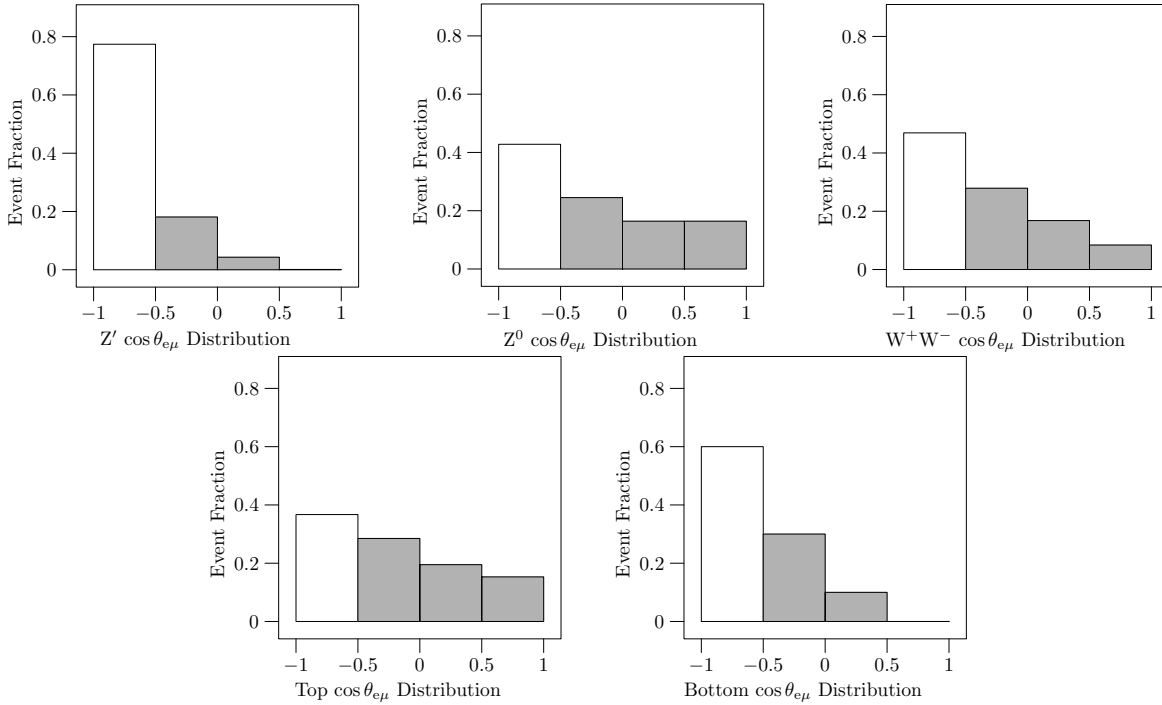 0.8
0.6
0.4
0.2
0
Event Fraction
−1 −0.5 0 0.5 1
Z′ cos θeμ Distribution
0.8
0.6
0.4
0.2
0
Event Fraction
−1 −0.5 0 0.5 1
Z⁰ cos θeμ Distribution
0.8
0.6
0.4
0.2
0
Event Fraction
−1 −0.5 0 0.5 1
W⁺W⁻ cos θeμ Distribution
0.8
0.6
0.4
0.2
0
Event Fraction
−1 −0.5 0 0.5 1
Top cos θeμ Distribution
0.8
0.6
0.4
0.2
0
Event Fraction
−1 −0.5 0 0.5 1
Bottom cos θeμ Distribution